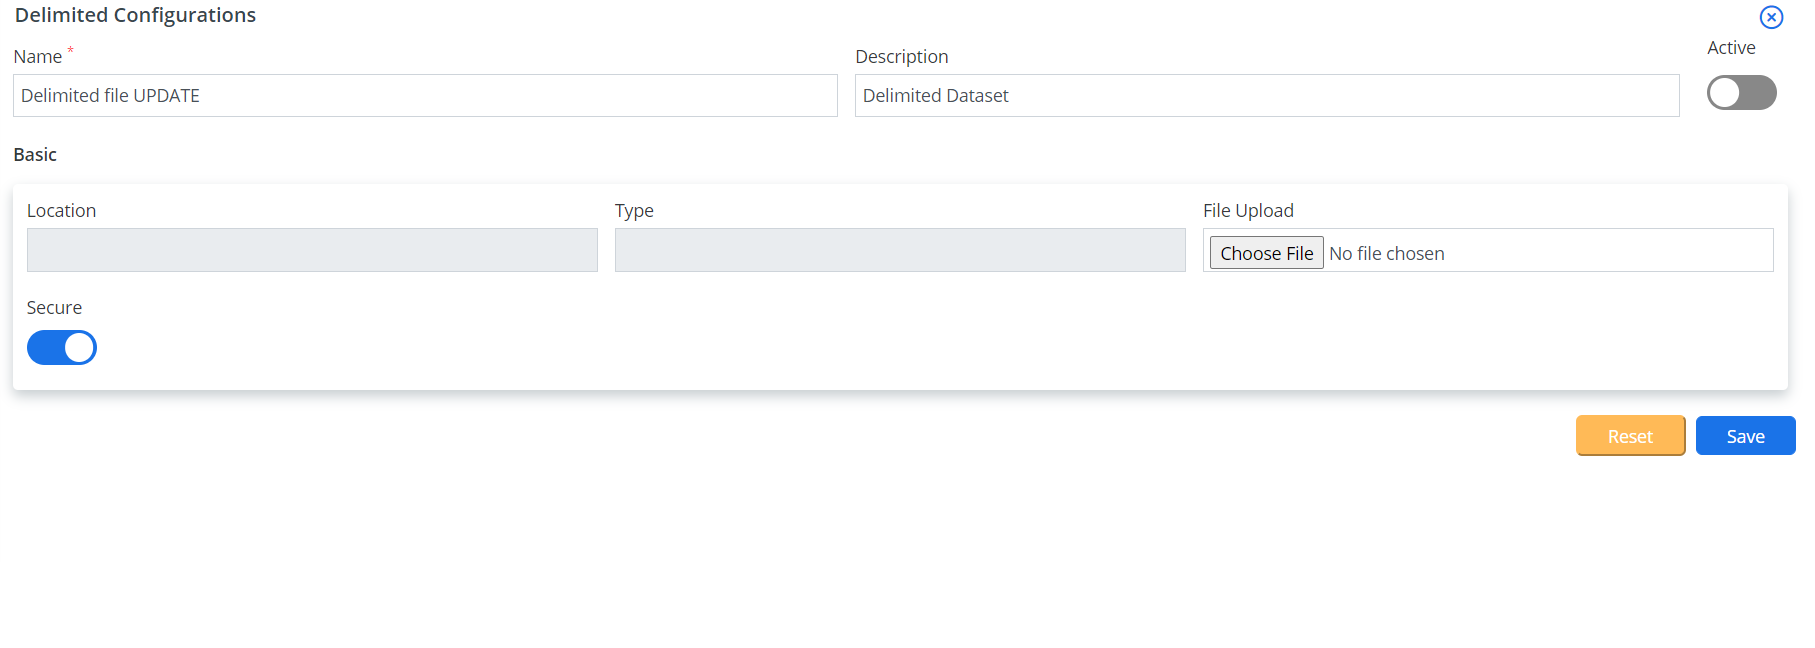 Delimited Configurations
Name *
Description
Active
Delimited file UPDATE
Delimited Dataset
Basic
Location
Type
File Upload
Choose File No file chosen
Secure
Reset
Save